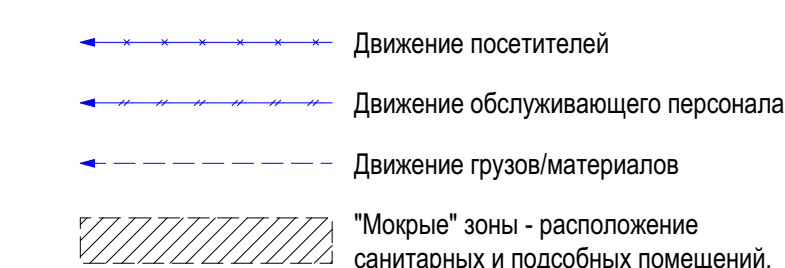 Движение посетителей
Движение обслуживающего персонала
Движение грузов/материалов
"Мокрые" зоны - расположение
санитарных и подсобных помещений.